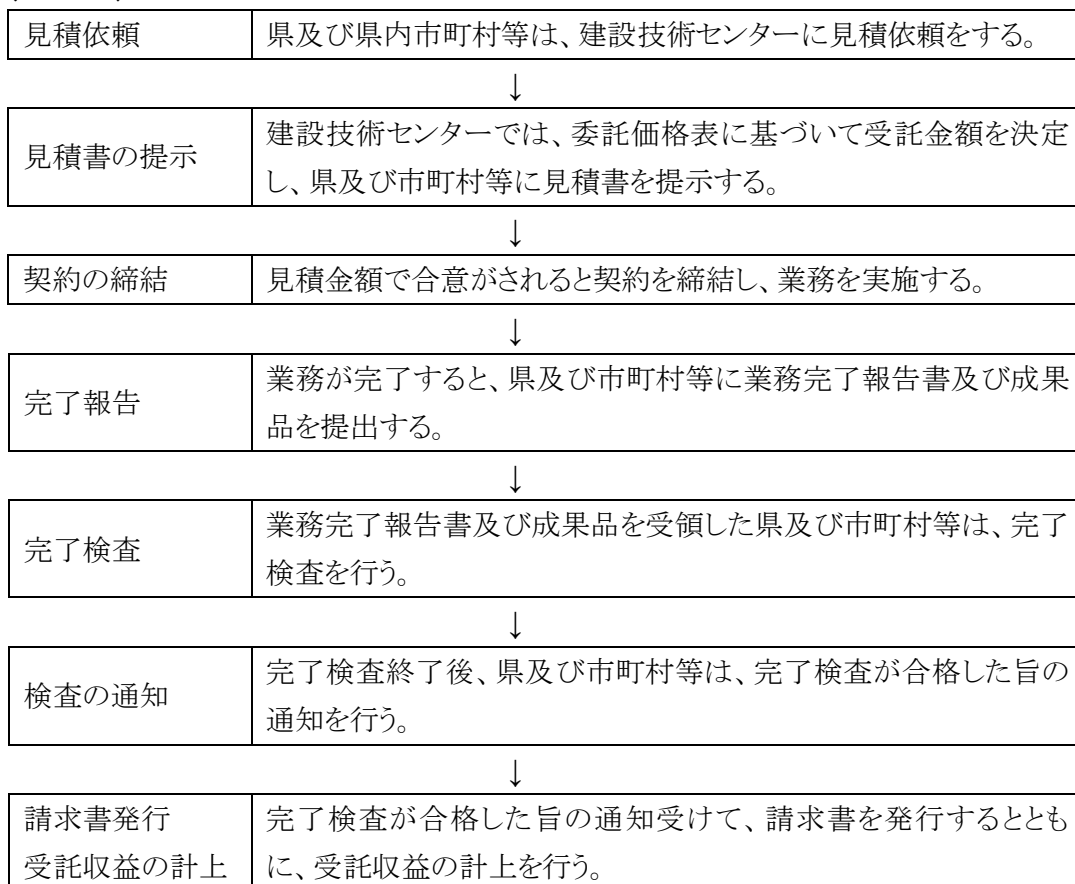 見積依頼
県及び県内市町村等は、建設技術センターに見積依頼をする。
↓
見積書の提示
建設技術センターでは、委託価格表に基づいて受託金額を決定
し、県及び市町村等に見積書を提示する。
↓
契約の締結
見積金額で合意がされると契約を締結し、業務を実施する。
↓
完了報告
業務が完了すると、県及び市町村等に業務完了報告書及び成果
品を提出する。
↓
完了検査
業務完了報告書及び成果品を受領した県及び市町村等は、完了
検査を行う。
↓
検査の通知
完了検査終了後、県及び市町村等は、完了検査が合格した旨の
通知を行う。
↓
請求書発行
受託収益の計上
完了検査が合格した旨の通知受けて、請求書を発行するととも
に、受託収益の計上を行う。